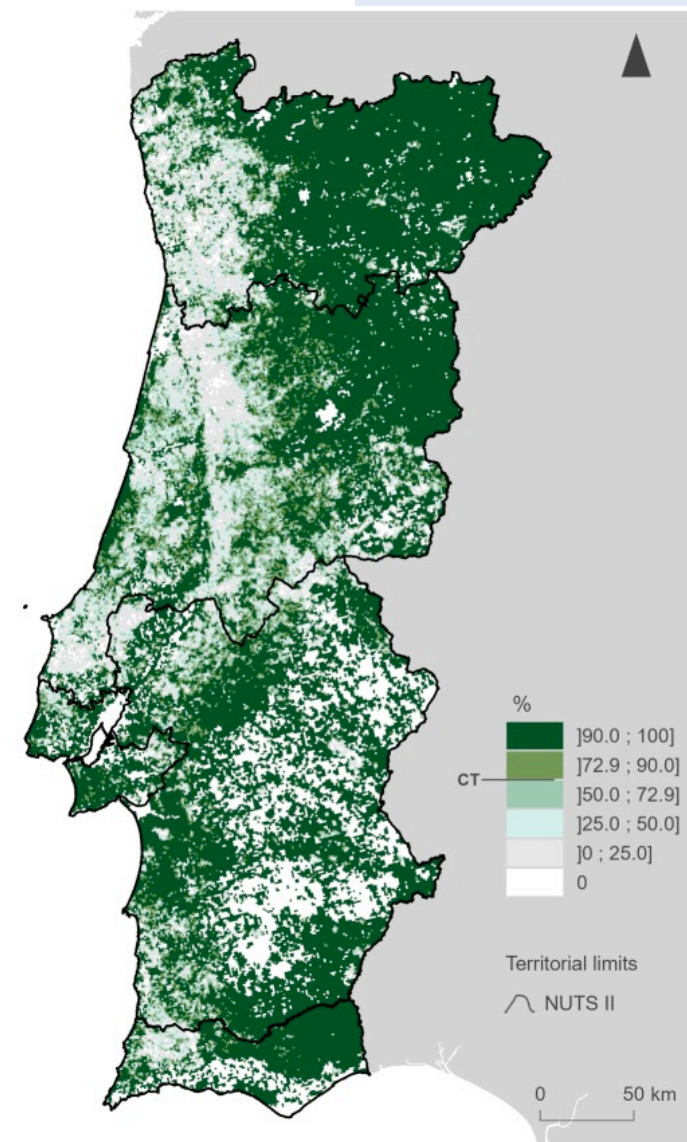 %
]90.0 ; 100]
]72.9 ; 90.0]
CT
]50.0 ; 72.9]
]25.0 ; 50.0]
]0 ; 25.0]
0
Territorial limits
NUTS II
0 50 km